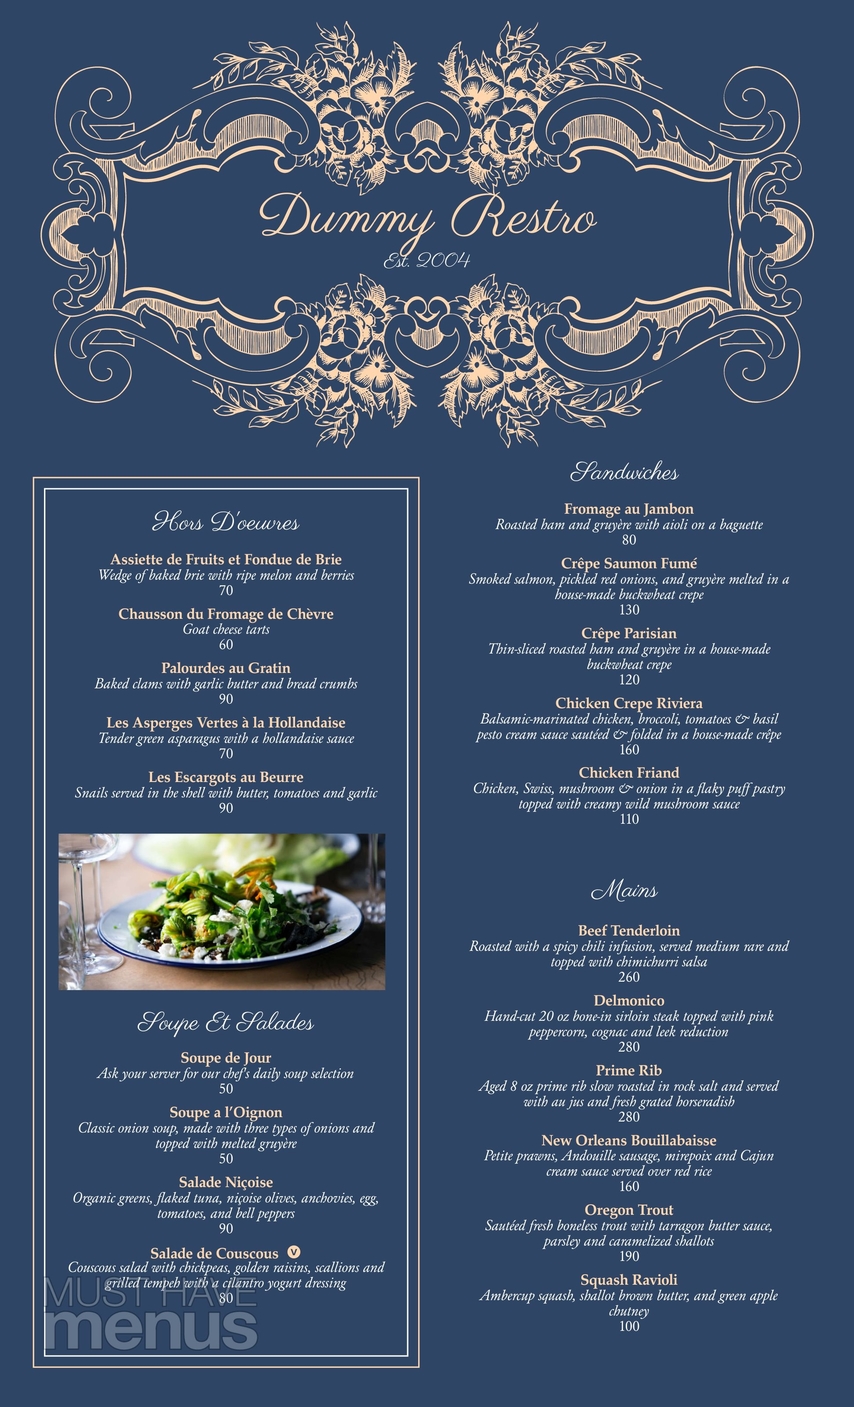 Dummy Restro
Est. 2004
Hors D'oeuvres
Assiette de Fruits et Fondue de Brie
Wedge of baked brie with ripe melon and berries
70
Chausson du Fromage de Chèvre
Goat cheese tarts
60
Palourdes au Gratin
Baked clams with garlic butter and bread crumbs
90
Les Asperges Vertes à la Hollandaise
Tender green asparagus with a hollandaise sauce
70
Les Escargots au Beurre
Snails served in the shell with butter, tomatoes and garlic
90
Soupe Et Salades
Soupe de Jour
Ask your server for our chef's daily soup selection
50
Soupe a l'Oignon
Classic onion soup, made with three types of onions and
topped with melted gruyère
50
Salade Niçoise
Organic greens, flaked tuna, niçoise olives, anchovies, egg,
tomatoes, and bell peppers
90
Salade de Couscous V
Couscous salad with chickpeas, golden raisins, scallions and
grilled tempeh with a cilantro yogurt dressing
80
MUST HAVE
menus
Sandwiches
Fromage au Jambon
Roasted ham and gruyère with aioli on a baguette
80
Crêpe Saumon Fumé
Smoked salmon, pickled red onions, and gruyère melted in a
house-made buckwheat crepe
130
Crêpe Parisian
Thin-sliced roasted ham and gruyère in a house-made
buckwheat crepe
120
Chicken Crepe Riviera
Balsamic-marinated chicken, broccoli, tomatoes & basil
pesto cream sauce sautéed & folded in a house-made crêpe
160
Chicken Friand
Chicken, Swiss, mushroom & onion in a flaky puff pastry
topped with creamy wild mushroom sauce
110
Mains
Beef Tenderloin
Roasted with a spicy chili infusion, served medium rare and
topped with chimichurri salsa
260
Delmonico
Hand-cut 20 oz bone-in sirloin steak topped with pink
peppercorn, cognac and leek reduction
280
Prime Rib
Aged 8 oz prime rib slow roasted in rock salt and served
with au jus and fresh grated horseradish
280
New Orleans Bouillabaisse
Petite prawns, Andouille sausage, mirepoix and Cajun
cream sauce served over red rice
160
Oregon Trout
Sautéed fresh boneless trout with tarragon butter sauce,
parsley and caramelized shallots
190
Squash Ravioli
Ambercup squash, shallot brown butter, and green apple
chutney
100